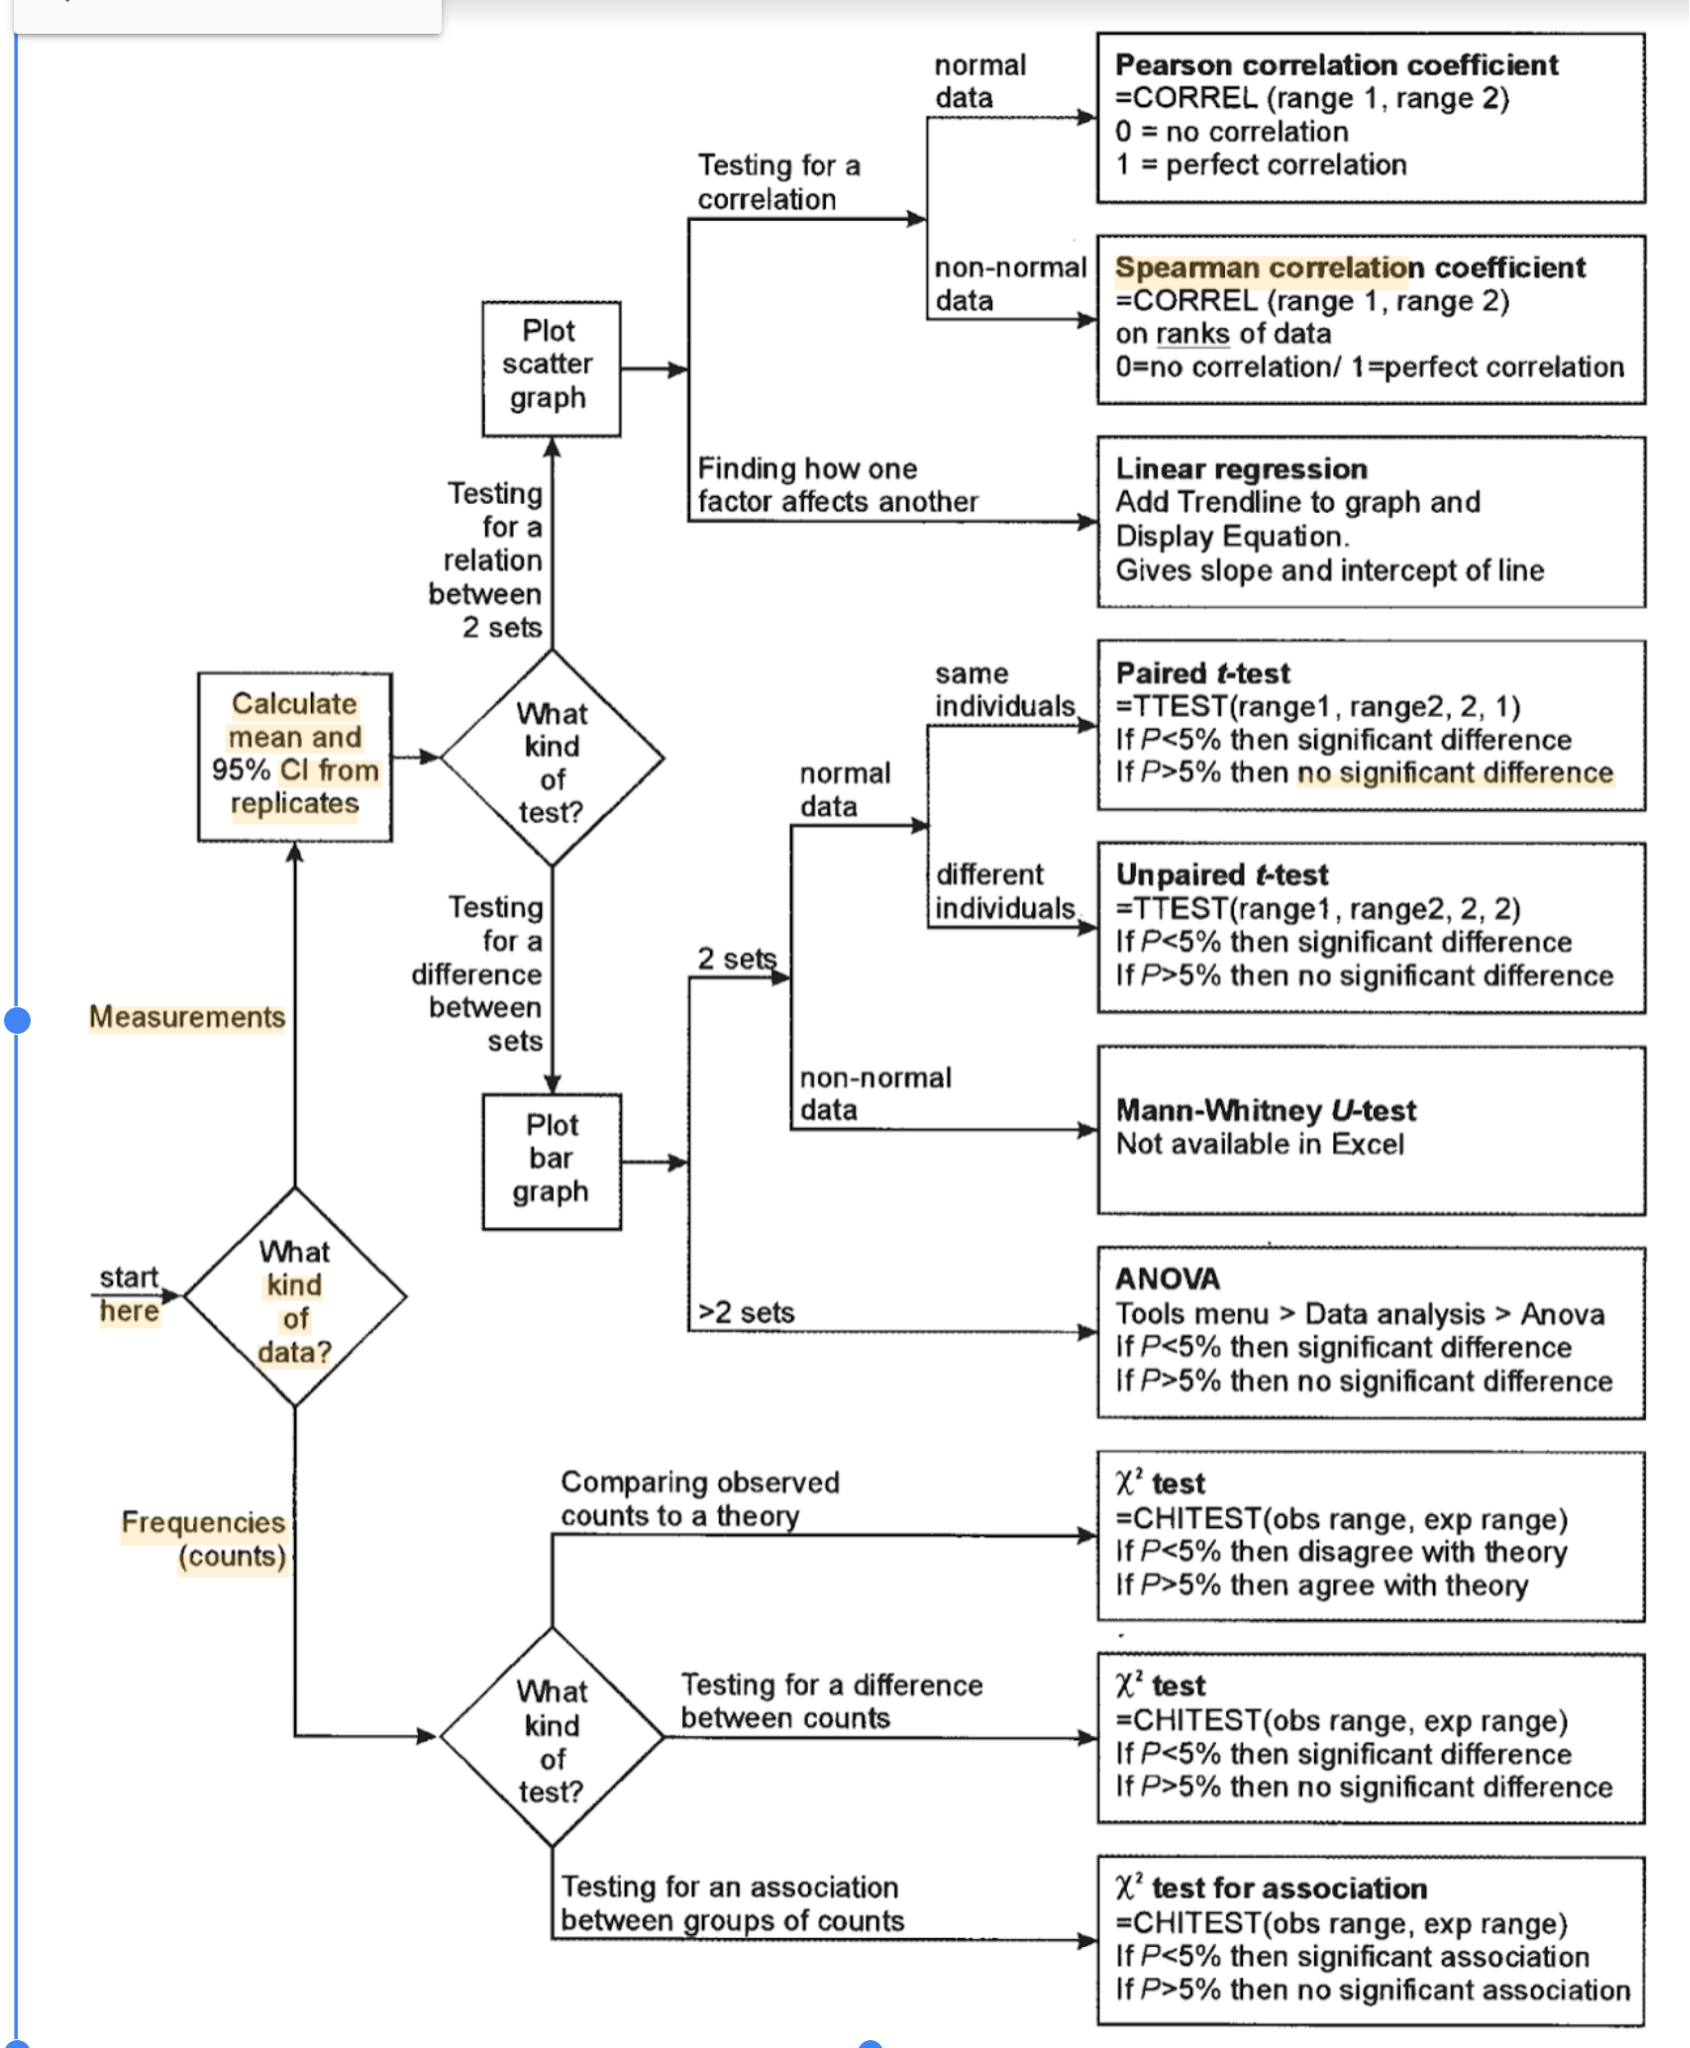 start
here
What
kind
of
data?
Measurements
Frequencies
(counts)
Calculate
mean and
95% CI from
replicates
What
kind
of
test?
Testing
for a
relation
between
2 sets
Plot
scatter
graph
Testing for a
correlation
normal
data
Pearson correlation coefficient
=CORREL (range 1, range 2)
0 = no correlation
1 = perfect correlation
non-normal
data
Spearman correlation coefficient
=CORREL (range 1, range 2)
on ranks of data
0=no correlation/ 1=perfect correlation
Finding how one
factor affects another
Linear regression
Add Trendline to graph and
Display Equation.
Gives slope and intercept of line
Testing
for a
difference
between
sets
Plot
bar
graph
2 sets
normal
data
same
individuals
Paired t-test
=TTEST(range1, range2, 2, 1)
If P<5% then significant difference
If P>5% then no significant difference
different
individuals
Unpaired t-test
=TTEST(range1, range2, 2, 2)
If P<5% then significant difference
If P>5% then no significant difference
non-normal
data
Mann-Whitney U-test
Not available in Excel
>2 sets
ANOVA
Tools menu > Data analysis > Anova
If P<5% then significant difference
If P>5% then no significant difference
What
kind
of
test?
Comparing observed
counts to a theory
χ² test
=CHITEST(obs range, exp range)
If P<5% then disagree with theory
If P>5% then agree with theory
Testing for a difference
between counts
χ² test
=CHITEST(obs range, exp range)
If P<5% then significant difference
If P>5% then no significant difference
Testing for an association
between groups of counts
χ² test for association
=CHITEST(obs range, exp range)
If P<5% then significant association
If P>5% then no significant association